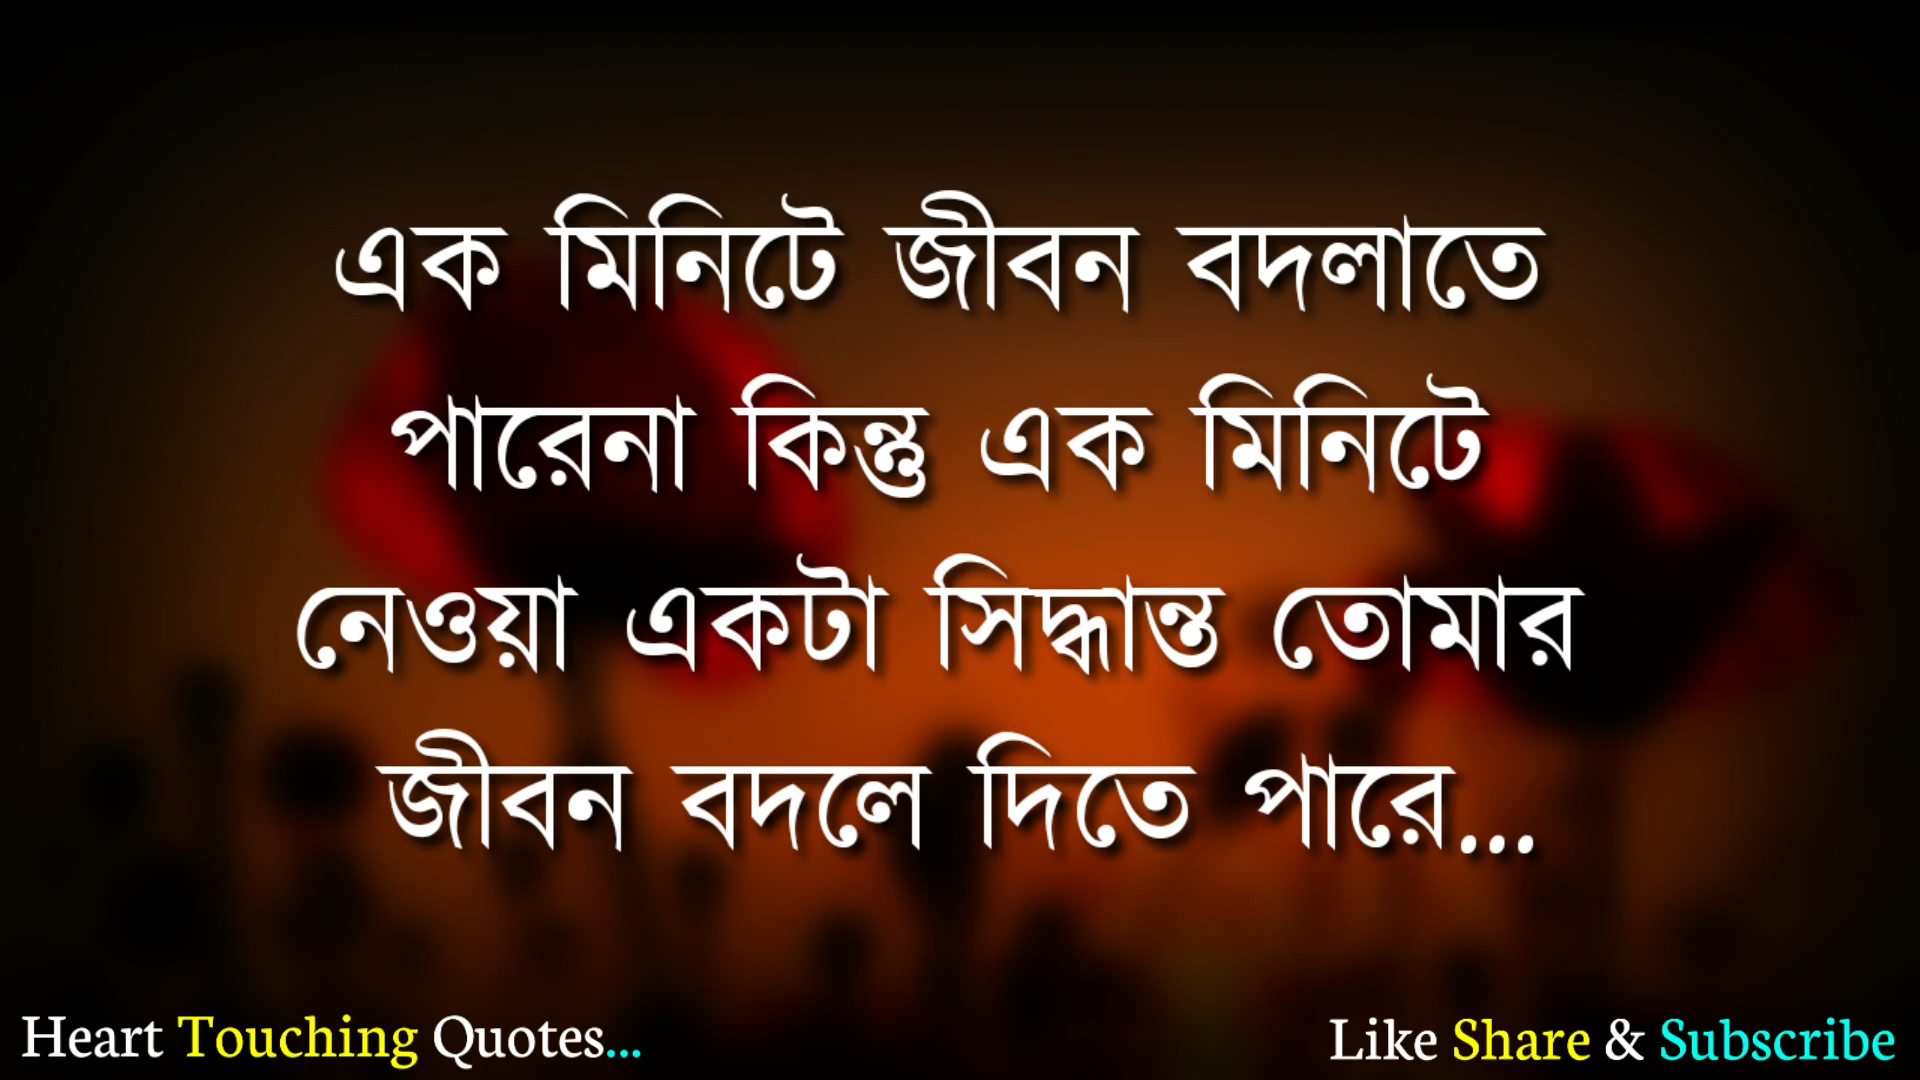 এক মিনিটে জীবন বদলাতে
পারেনা কিন্তু এক মিনিটে
নেওয়া একটা সিদ্ধান্ত তোমার
জীবন বদলে দিতে পারে...
Heart Touching Quotes...
Like Share & Subscribe